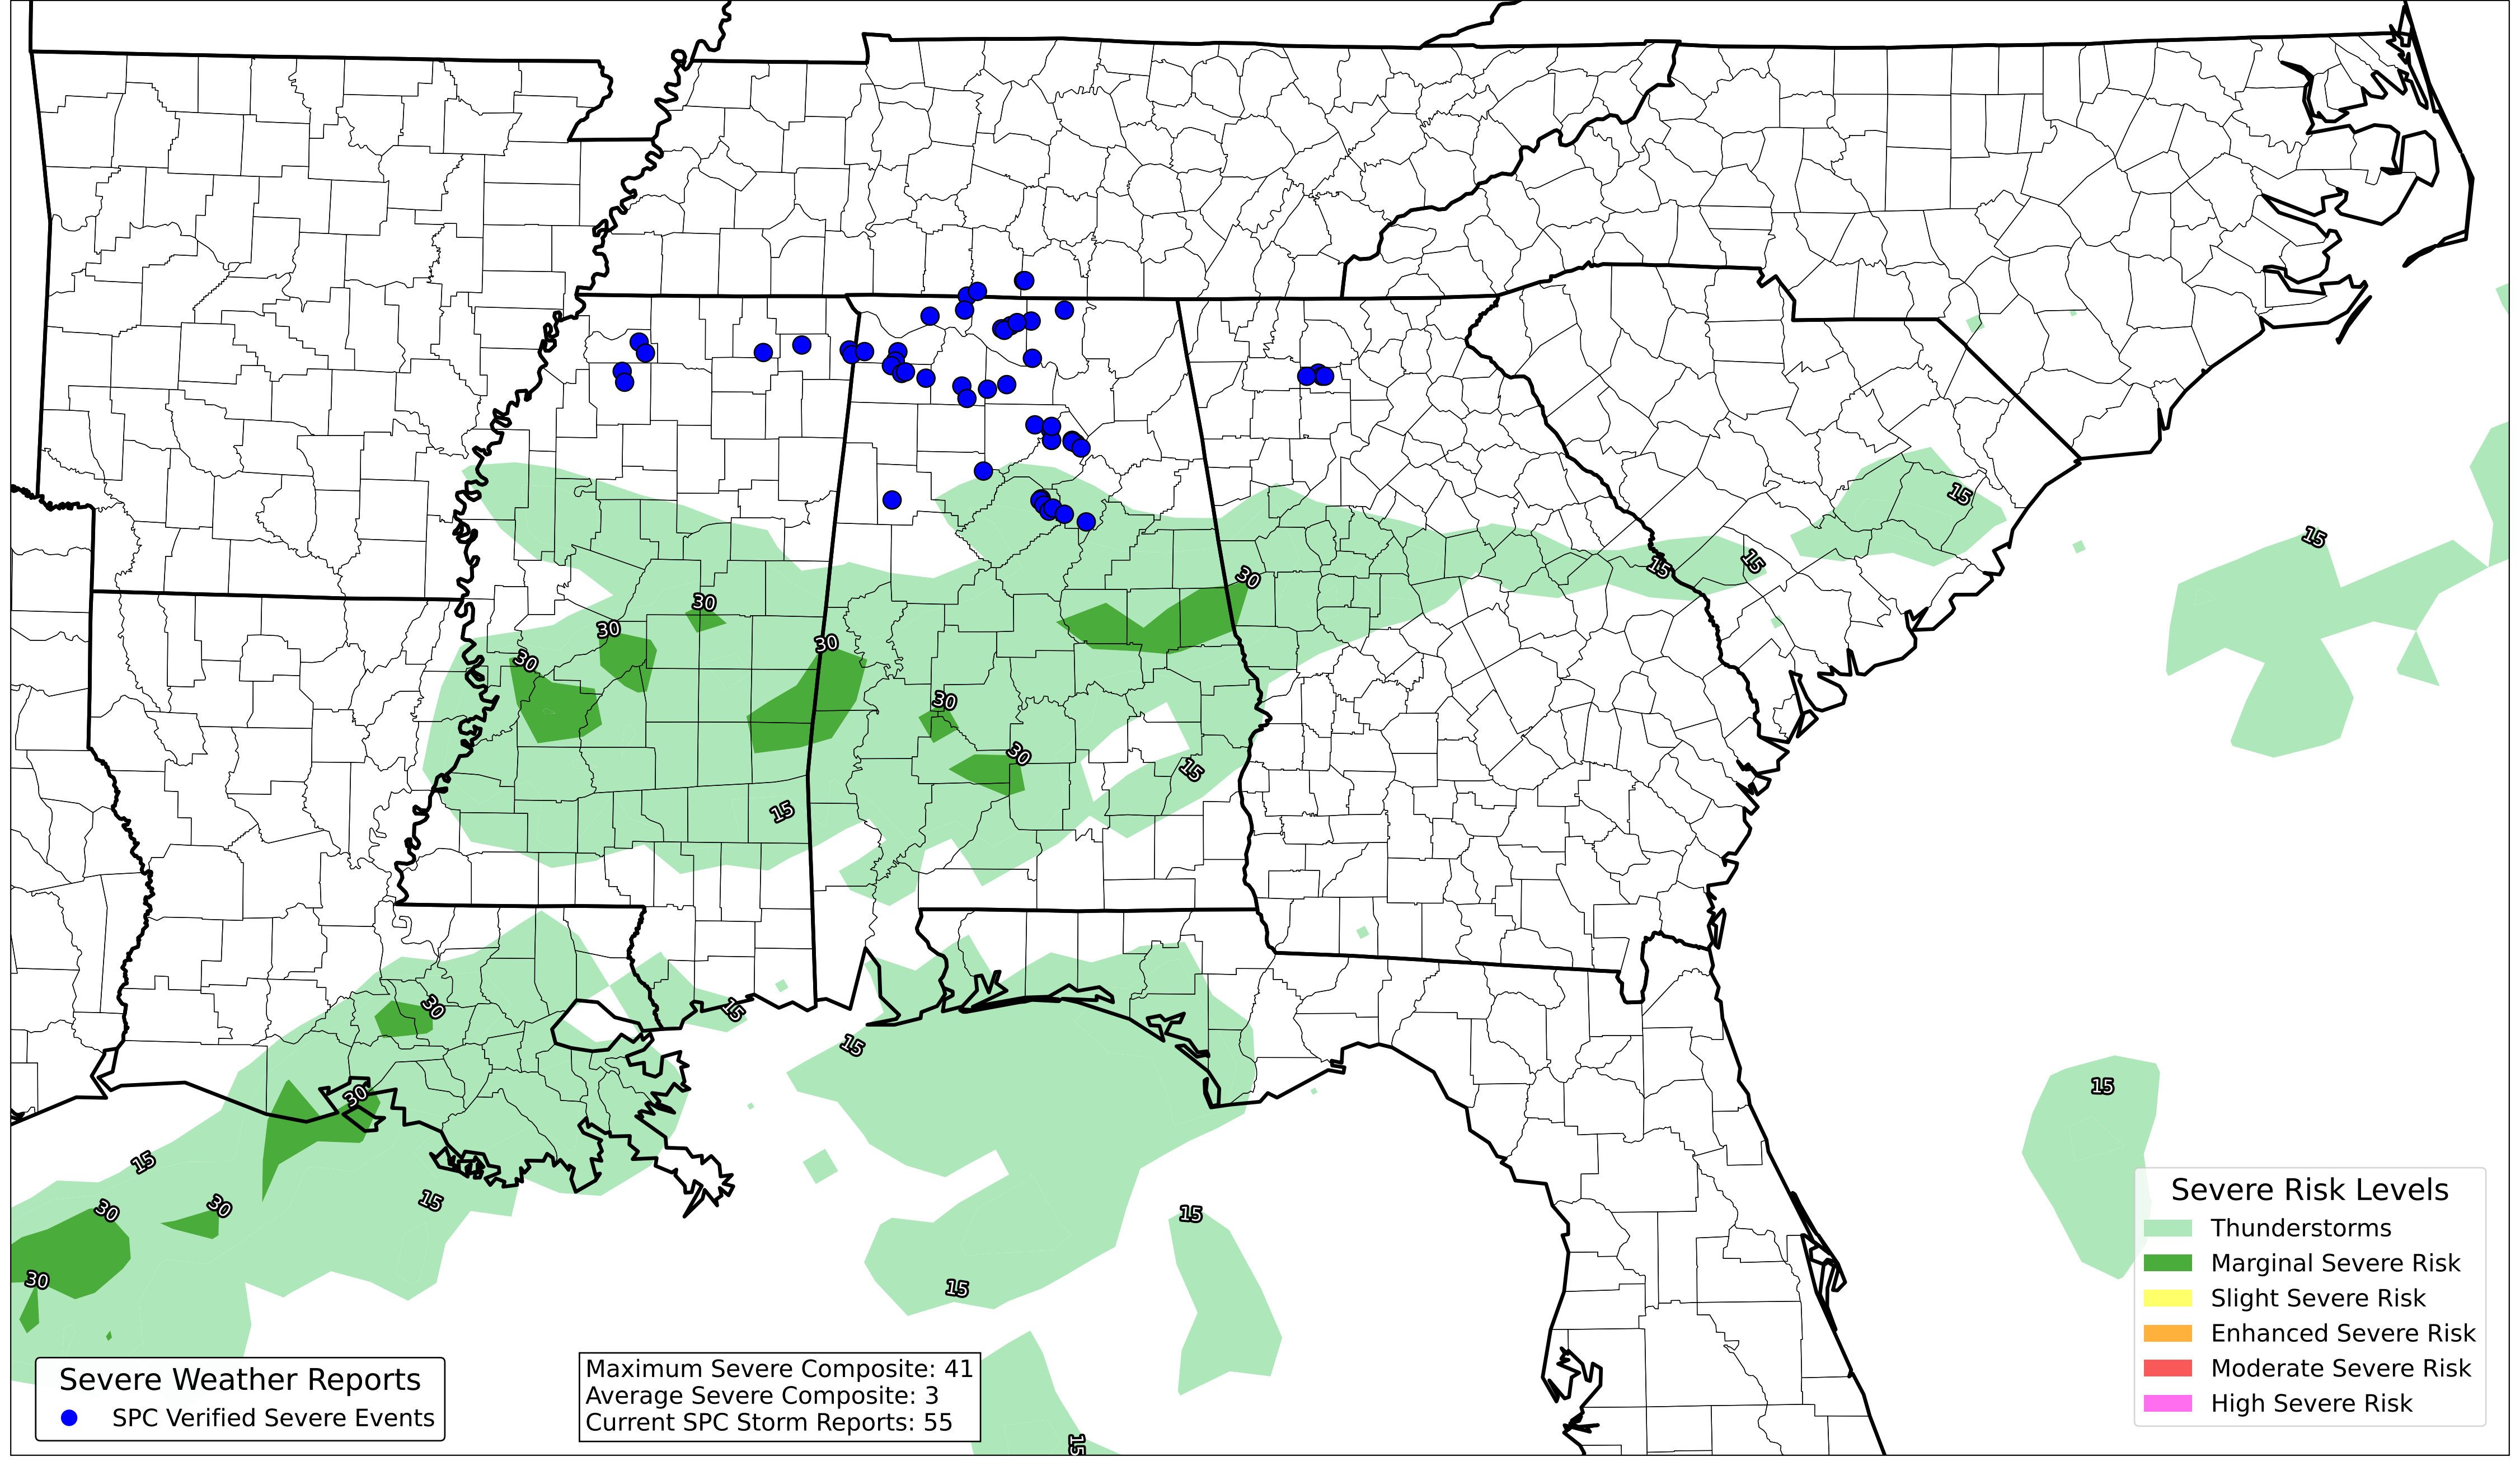 15
15
15
15
15
30
30
30
30
30
30
30
15
15
30
15
15
30
15
15
30
30
15
15
30
15
15
Severe Weather Reports
SPC Verified Severe Events
Maximum Severe Composite: 41
Average Severe Composite: 3
Current SPC Storm Reports: 55
Severe Risk Levels
Thunderstorms
Marginal Severe Risk
Slight Severe Risk
Enhanced Severe Risk
Moderate Severe Risk
High Severe Risk